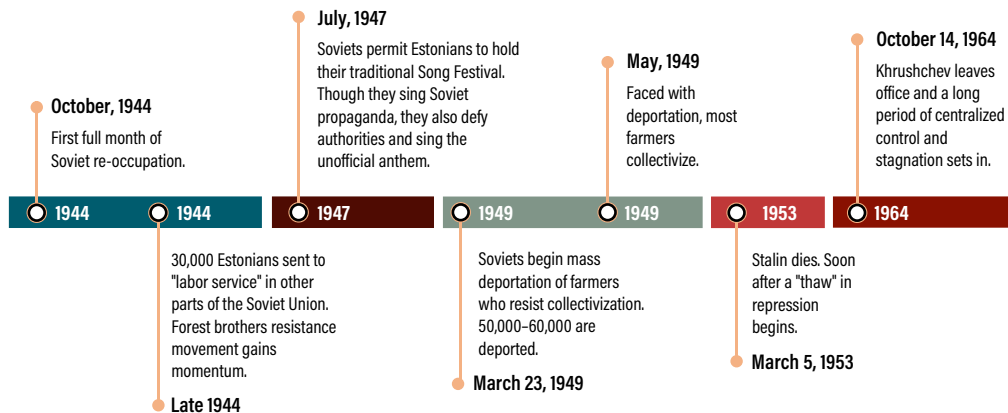 July, 1947
Soviets permit Estonians to hold
their traditional Song Festival.
Though they sing Soviet
propaganda, they also defy
authorities and sing the
unofficial anthem.
October 14, 1964
Khrushchev leaves
office and a long
period of centralized
control and
stagnation sets in.
May, 1949
Faced with
deportation, most
farmers
collectivize.
October, 1944
First full month of
Soviet re-occupation.
1944
1944
1947
1949
1949
1953
1964
30,000 Estonians sent to
"labor service" in other
parts of the Soviet Union.
Forest brothers resistance
movement gains
momentum.
Late 1944
Soviets begin mass
deportation of farmers
who resist collectivization.
50,000–60,000 are
deported.
March 23, 1949
Stalin dies. Soon
after a "thaw" in
repression
begins.
March 5, 1953